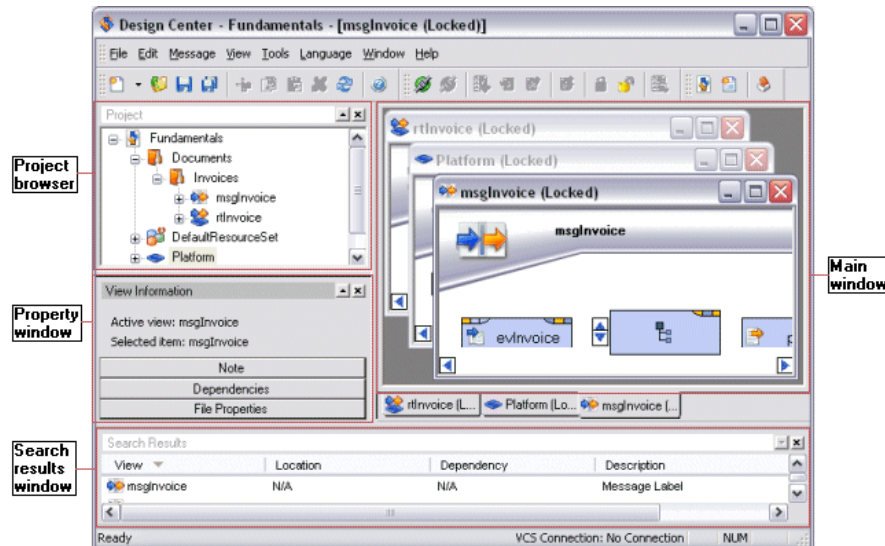 Design Center - Fundamentals - [msgInvoice (Locked)]
File Edit Message View Tools Language Window Help
Project
Fundamentals
Documents
Invoices
msgInvoice
rtInvoice
DefaultResourceSet
Platform
Project
browser
rtInvoice (Locked)
Platform (Locked)
msgInvoice (Locked)
msgInvoice
evInvoice
Main
window
View Information
Active view: msgInvoice
Selected item: msgInvoice
Note
Dependencies
File Properties
Property
window
rtInvoice (L...
Platform (Lo...
msgInvoice (...
Search Results
View Location Dependency Description
msgInvoice N/A N/A Message Label
Search
results
window
Ready VCS Connection: No Connection NUM